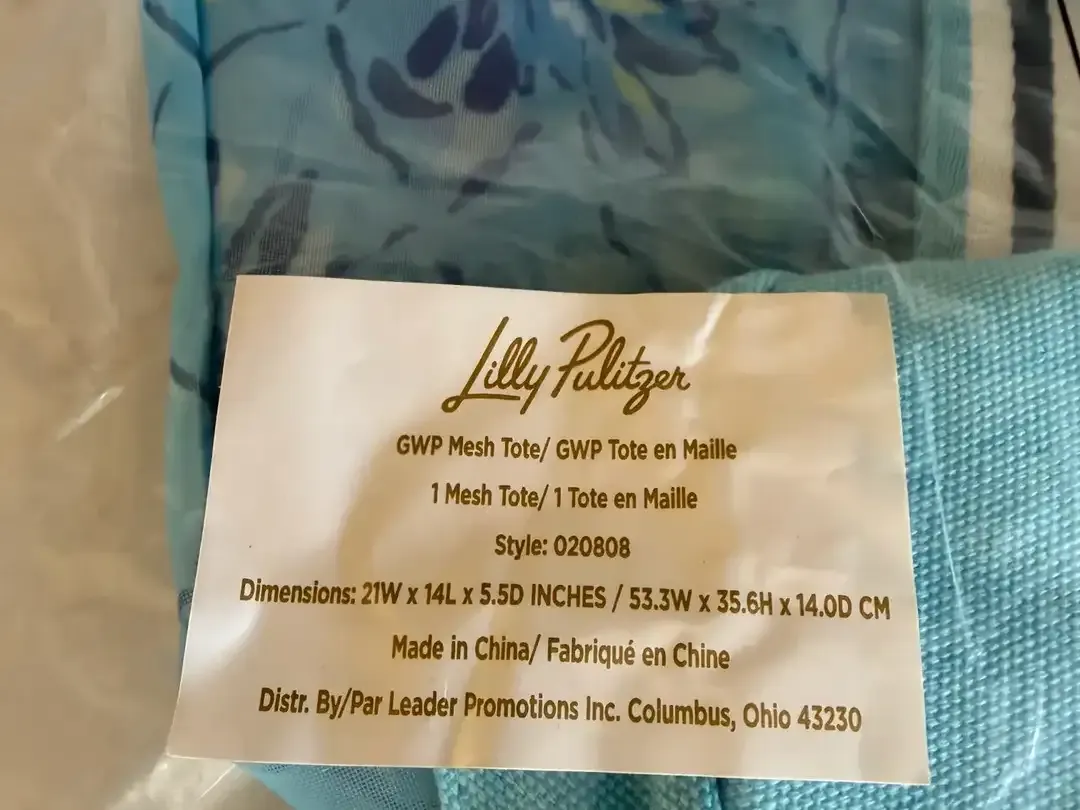 Lilly Pulitzer
GWP Mesh Tote/ GWP Tote en Maille
1 Mesh Tote/ 1 Tote en Maille
Style: 020808
Dimensions: 21W x 14L x 5.5D INCHES / 53.3W x 35.6H x 14.0D CM
Made in China/ Fabriqué en Chine
Distr. By/Par Leader Promotions Inc. Columbus, Ohio 43230